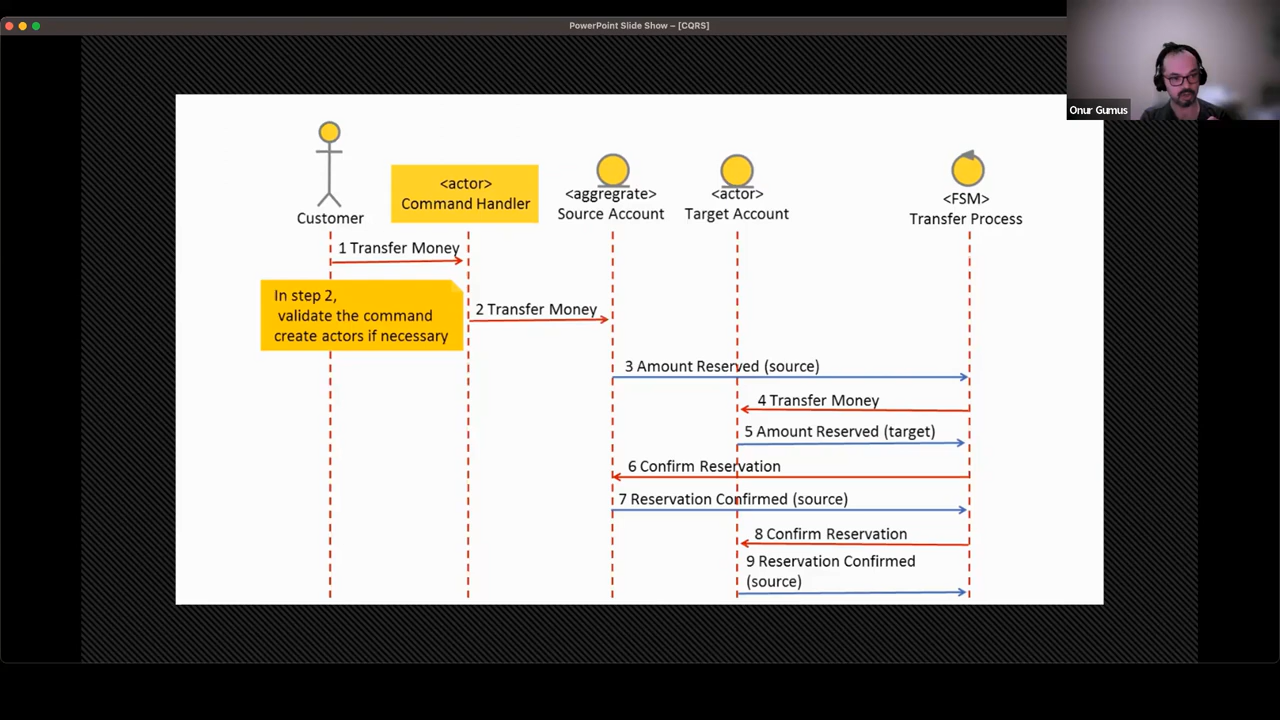 PowerPoint Slide Show – [CQRS]
Onur Gumus
Customer
<actor>
Command Handler
<aggregrate>
Source Account
<actor>
Target Account
<FSM>
Transfer Process
1 Transfer Money
In step 2,
validate the command
create actors if necessary
2 Transfer Money
3 Amount Reserved (source)
4 Transfer Money
5 Amount Reserved (target)
6 Confirm Reservation
7 Reservation Confirmed (source)
8 Confirm Reservation
9 Reservation Confirmed
(source)